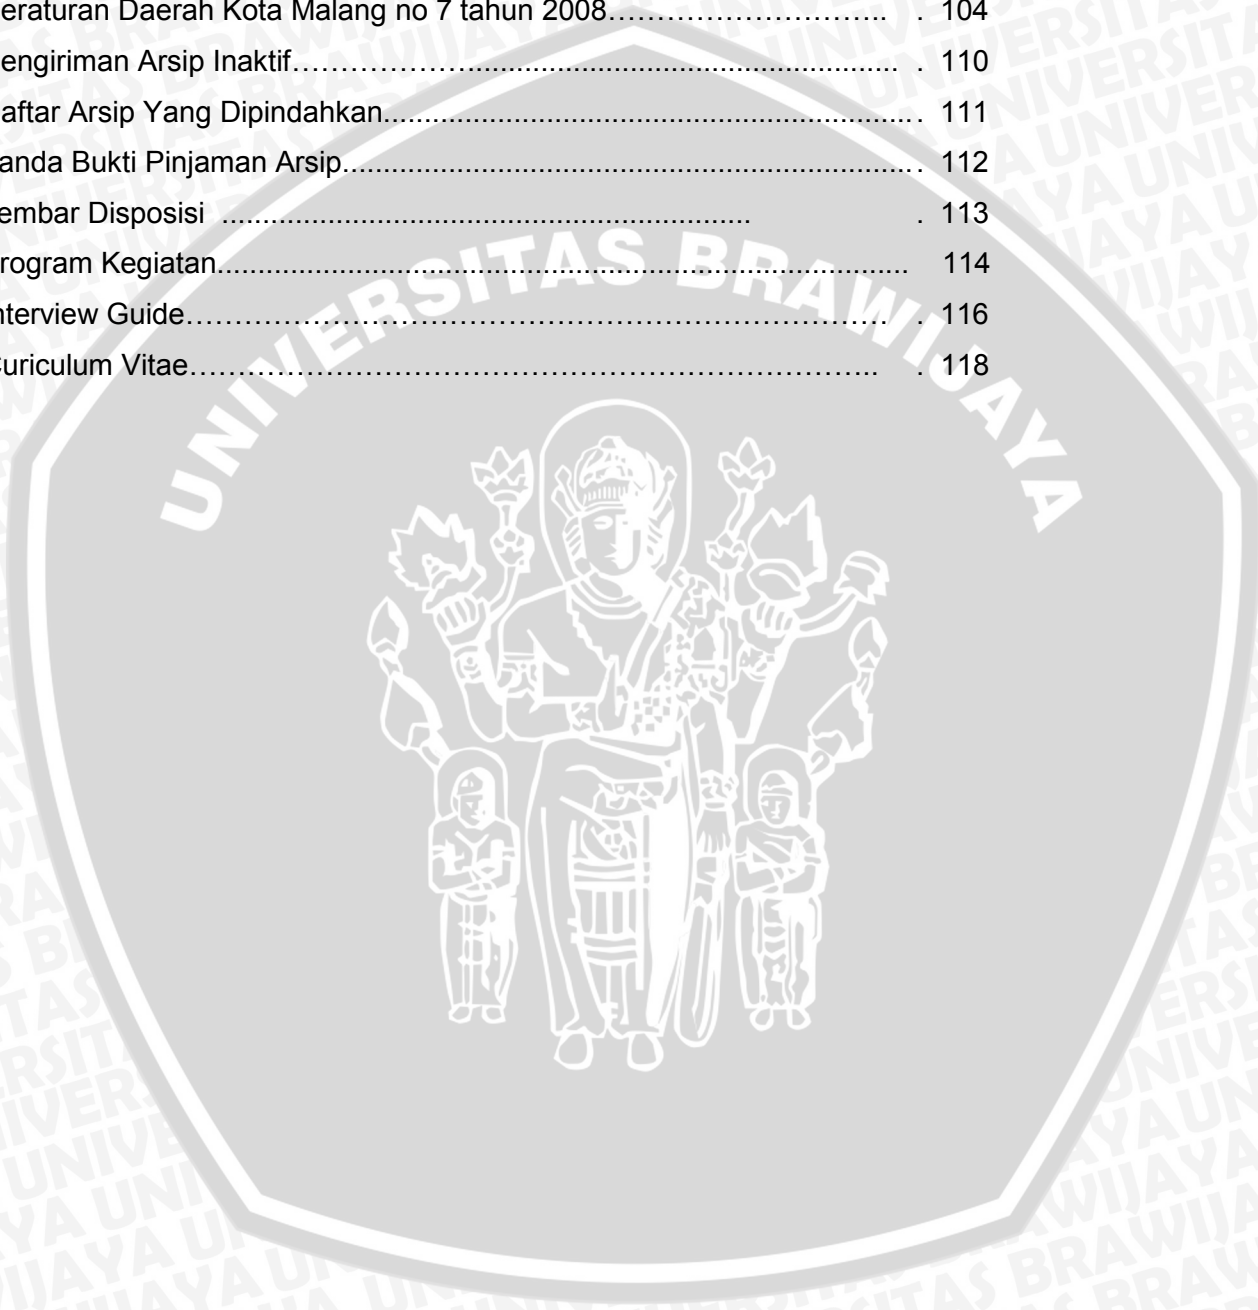 eraturan Daerah Kota Malang no 7 tahun 2008……………………….. . 104
engiriman Arsip Inaktif………………................................................................ . 110
aftar Arsip Yang Dipindahkan.................................................................... . 111
anda Bukti Pinjaman Arsip......................................................................... . 112
embar Disposisi .................................................................... . 113
rogram Kegiatan........................................................................................ 114
nterview Guide……………………………………………………………… . 116
Curiculum Vitae…………………………………………………………….. . 118
UNIVERSITAS BRAWIJAYA